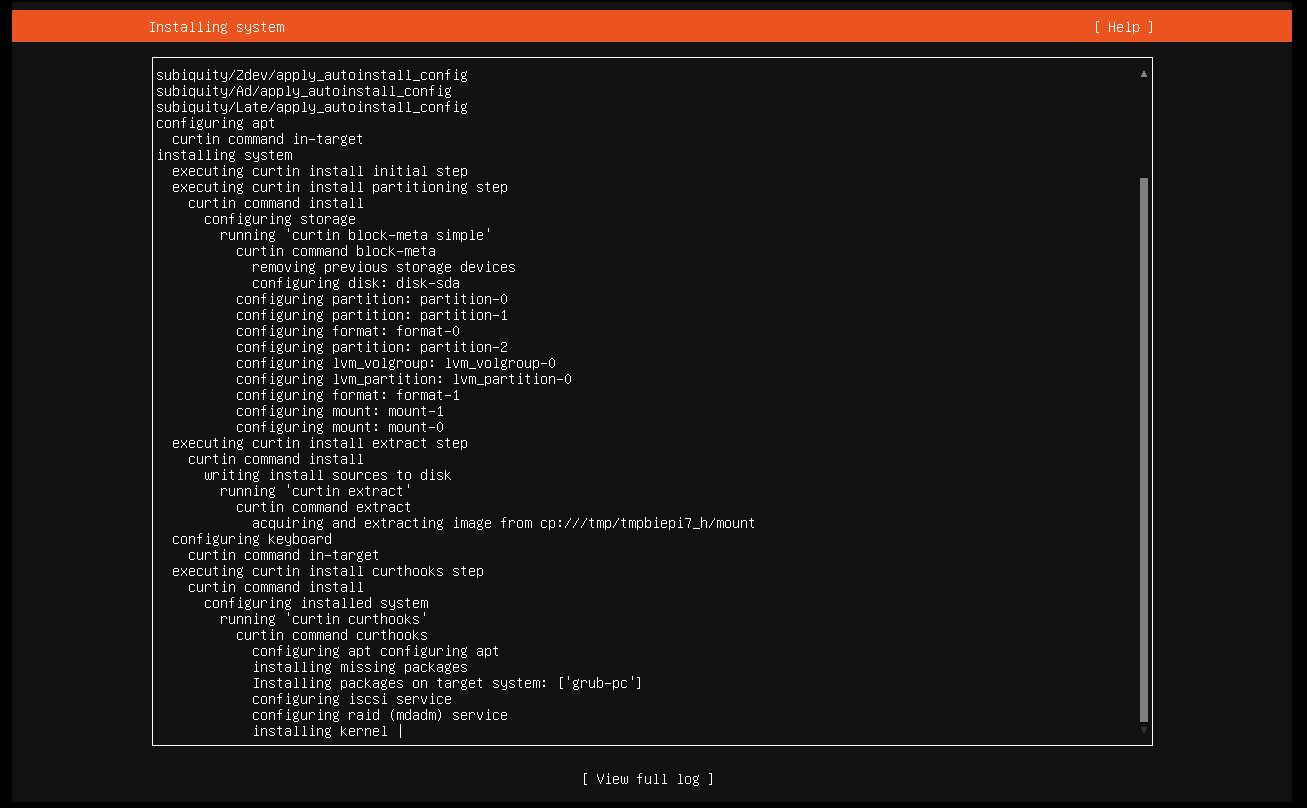 Installing system
[ Help ]
subiquity/Zdev/apply_autoinstall_config
subiquity/Ad/apply_autoinstall_config
subiquity/Late/apply_autoinstall_config
configuring apt
curtin command in-target
installing system
executing curtin install initial step
executing curtin install partitioning step
curtin command install
configuring storage
running 'curtin block-meta simple'
curtin command block-meta
removing previous storage devices
configuring disk: disk-sda
configuring partition: partition-0
configuring partition: partition-1
configuring format: format-0
configuring partition: partition-2
configuring lvm_volgroup: lvm_volgroup-0
configuring lvm_partition: lvm_partition-0
configuring format: format-1
configuring mount: mount-1
configuring mount: mount-0
executing curtin install extract step
curtin command install
writing install sources to disk
running 'curtin extract'
curtin command extract
acquiring and extracting image from cp:///tmp/tmpbiepi7_h/mount
configuring keyboard
curtin command in-target
executing curtin install curthooks step
curtin command install
configuring installed system
running 'curtin curthooks'
curtin command curthooks
configuring apt configuring apt
installing missing packages
Installing packages on target system: ['grub-pc']
configuring iscsi service
configuring raid (mdadm) service
installing kernel |
[ View full log ]